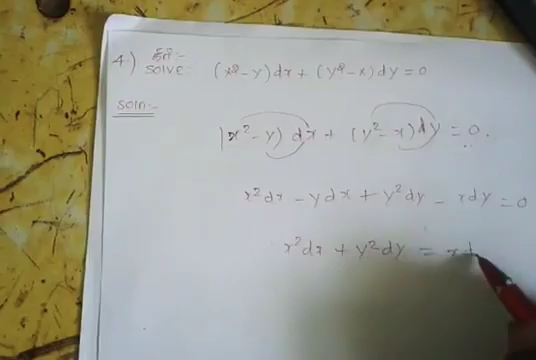 4.) தீர்:-
SOLVE: (x²-y)dx+(y²-x)dy=0
Soln:-
(x²-y)dx+(y²-x)dy=0.
x²dx-ydx+y²dy-xdy=0
x²dx+y²dy=xd